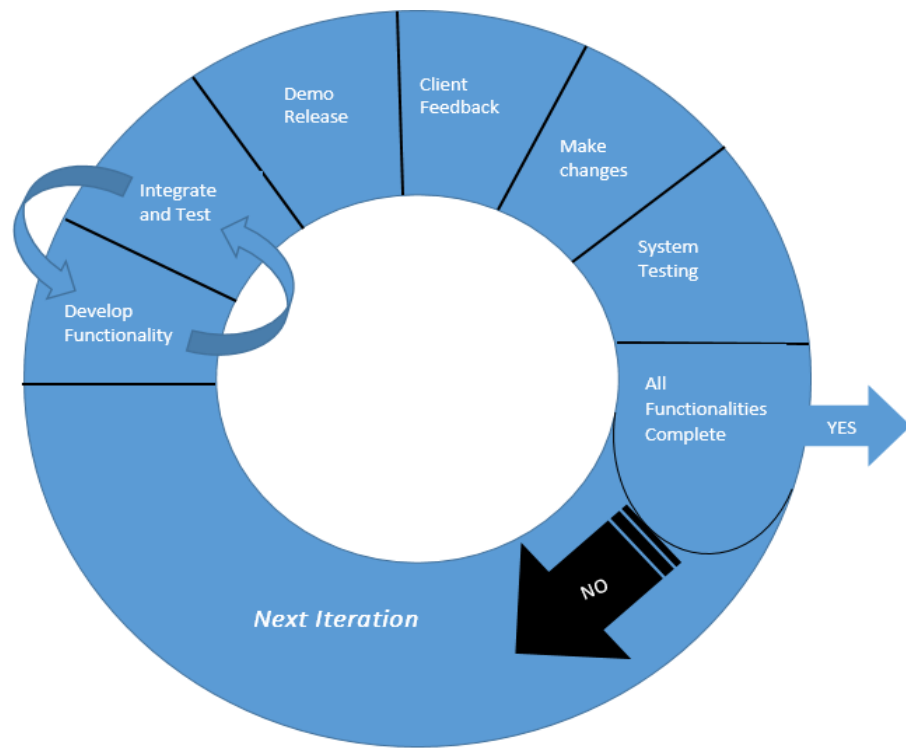 Demo
Release
Client
Feedback
Make
changes
Integrate
and Test
System
Testing
Develop
Functionality
All
Functionalities
Complete
YES
NO
Next Iteration